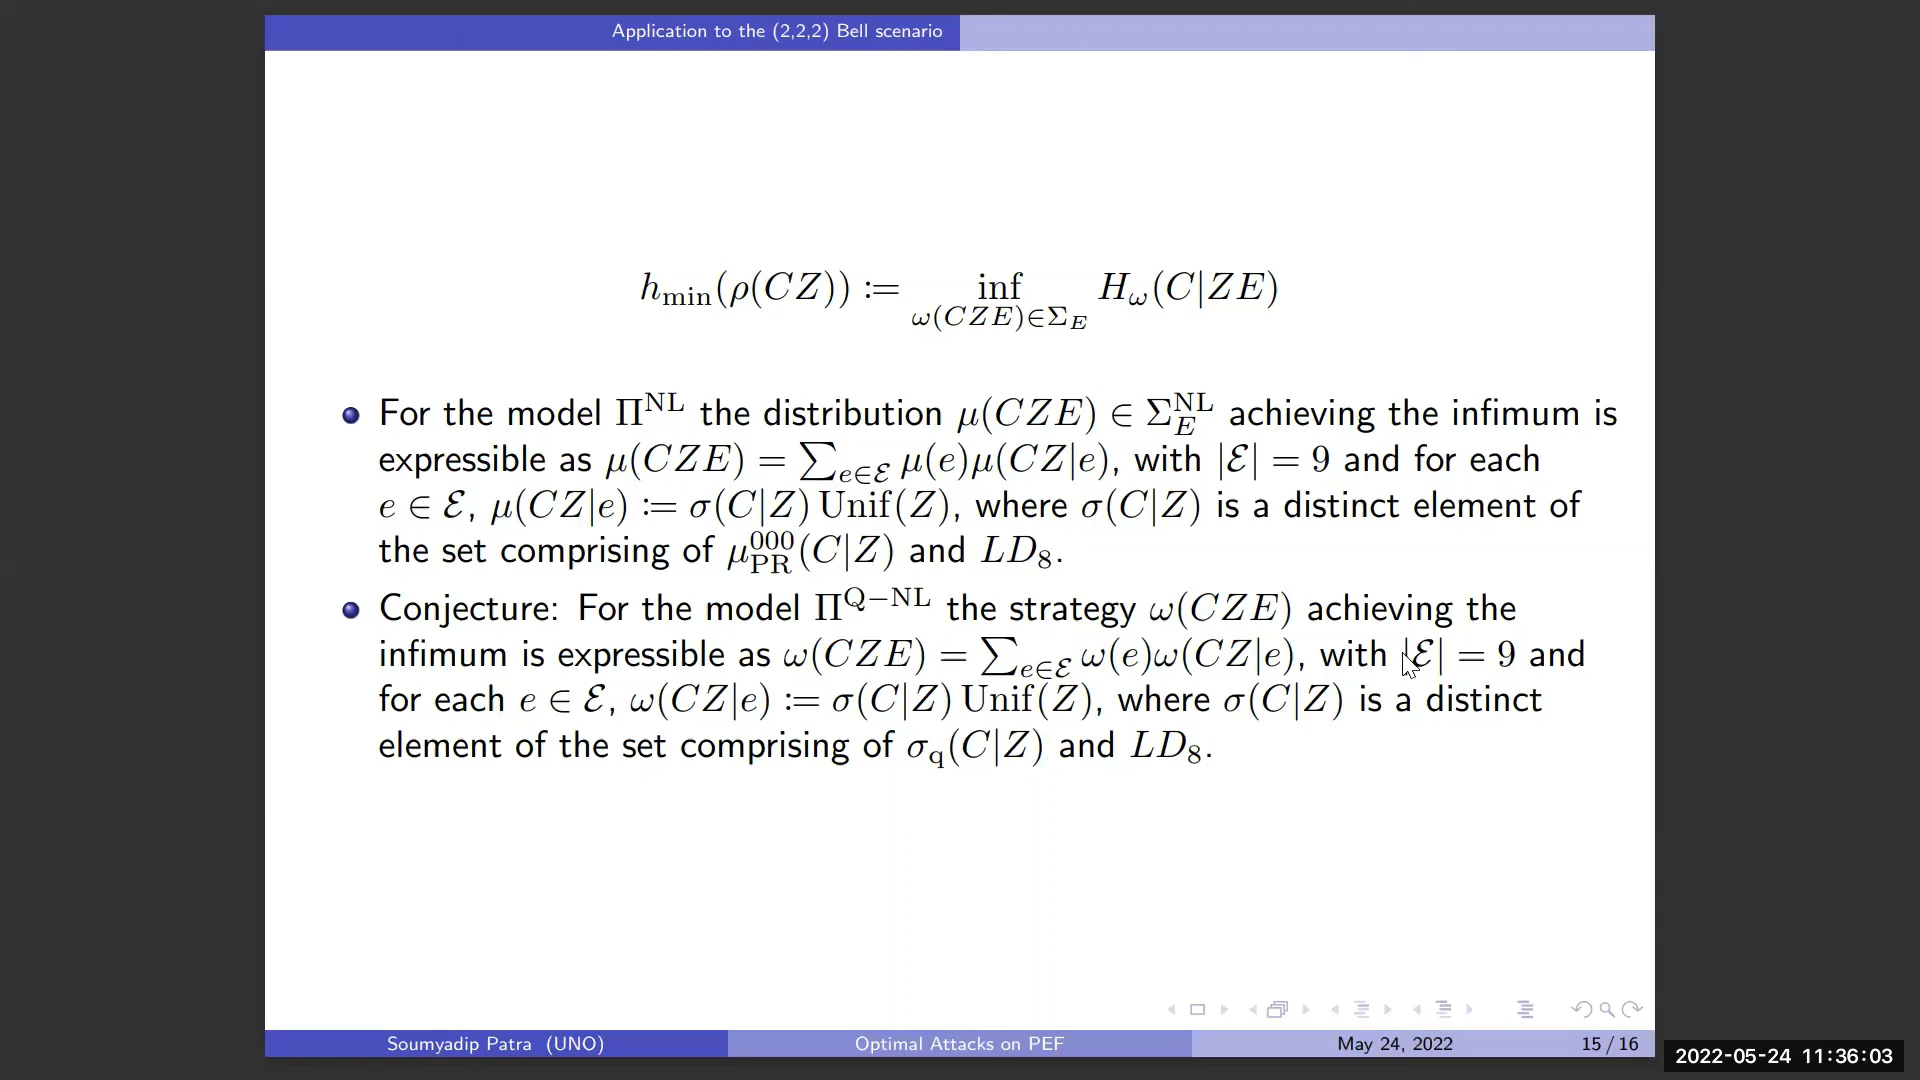 Application to the (2,2,2) Bell scenario
h_min(ρ(CZ)) := inf_{ω(CZE)∈Σ_E} H_ω(C|ZE)
For the model Π^NL the distribution μ(CZE) ∈ Σ_E^NL achieving the infimum is
expressible as μ(CZE) = ∑_{e∈ℰ} μ(e)μ(CZ|e), with |ℰ| = 9 and for each
e ∈ ℰ, μ(CZ|e) := σ(C|Z) Unif(Z), where σ(C|Z) is a distinct element of
the set comprising of μ_PR^000(C|Z) and LD_8.
Conjecture: For the model Π^{Q−NL} the strategy ω(CZE) achieving the
infimum is expressible as ω(CZE) = ∑_{e∈ℰ} ω(e)ω(CZ|e), with |ℰ| = 9 and
for each e ∈ ℰ, ω(CZ|e) := σ(C|Z) Unif(Z), where σ(C|Z) is a distinct
element of the set comprising of σ_q(C|Z) and LD_8.
Soumyadip Patra (UNO) Optimal Attacks on PEF May 24, 2022 15 / 16
2022-05-24 11:36:03